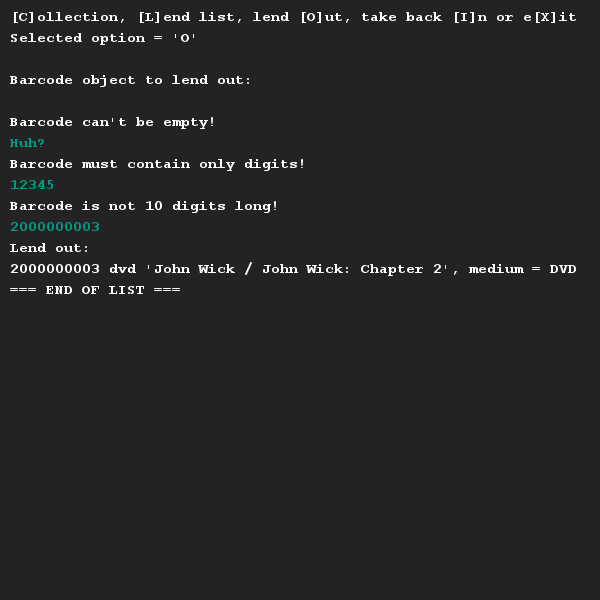 [C]ollection, [L]end list, lend [O]ut, take back [I]n or e[X]it
Selected option = 'O'
Barcode object to lend out:
Barcode can't be empty!
Huh?
Barcode must contain only digits!
12345
Barcode is not 10 digits long!
2000000003
Lend out:
2000000003 dvd 'John Wick / John Wick: Chapter 2', medium = DVD
=== END OF LIST ===